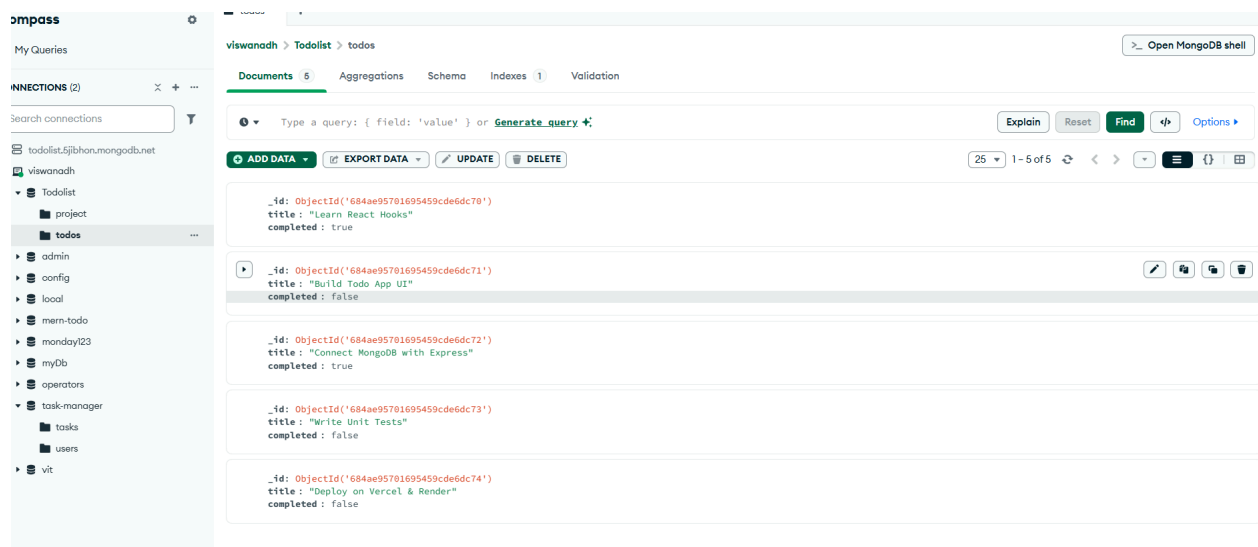 ompass
My Queries
ONNECTIONS (2)
Search connections
todolist.5jibhon.mongodb.net
viswanadh
Todolist
project
todos
admin
config
local
mern-todo
monday123
myDb
operators
task-manager
tasks
users
vit
viswanadh > Todolist > todos
>_ Open MongoDB shell
Documents 5 Aggregations Schema Indexes 1 Validation
Type a query: { field: 'value' } or Generate query
Explain Reset Find </> Options
ADD DATA EXPORT DATA UPDATE DELETE
25 1 – 5 of 5 {}
_id: ObjectId('684ae95701695459cde6dc70')
title : "Learn React Hooks"
completed : true
_id: ObjectId('684ae95701695459cde6dc71')
title : "Build Todo App UI"
completed : false
_id: ObjectId('684ae95701695459cde6dc72')
title : "Connect MongoDB with Express"
completed : true
_id: ObjectId('684ae95701695459cde6dc73')
title : "Write Unit Tests"
completed : false
_id: ObjectId('684ae95701695459cde6dc74')
title : "Deploy on Vercel & Render"
completed : false